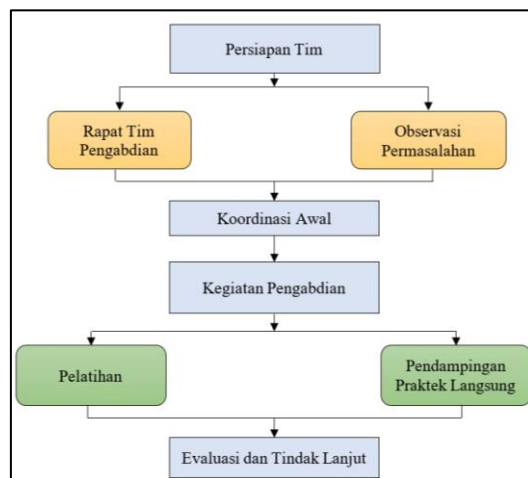 Persiapan Tim
Rapat Tim
Pengabdian
Observasi
Permasalahan
Koordinasi Awal
Kegiatan Pengabdian
Pelatihan
Pendampingan
Praktek Langsung
Evaluasi dan Tindak Lanjut